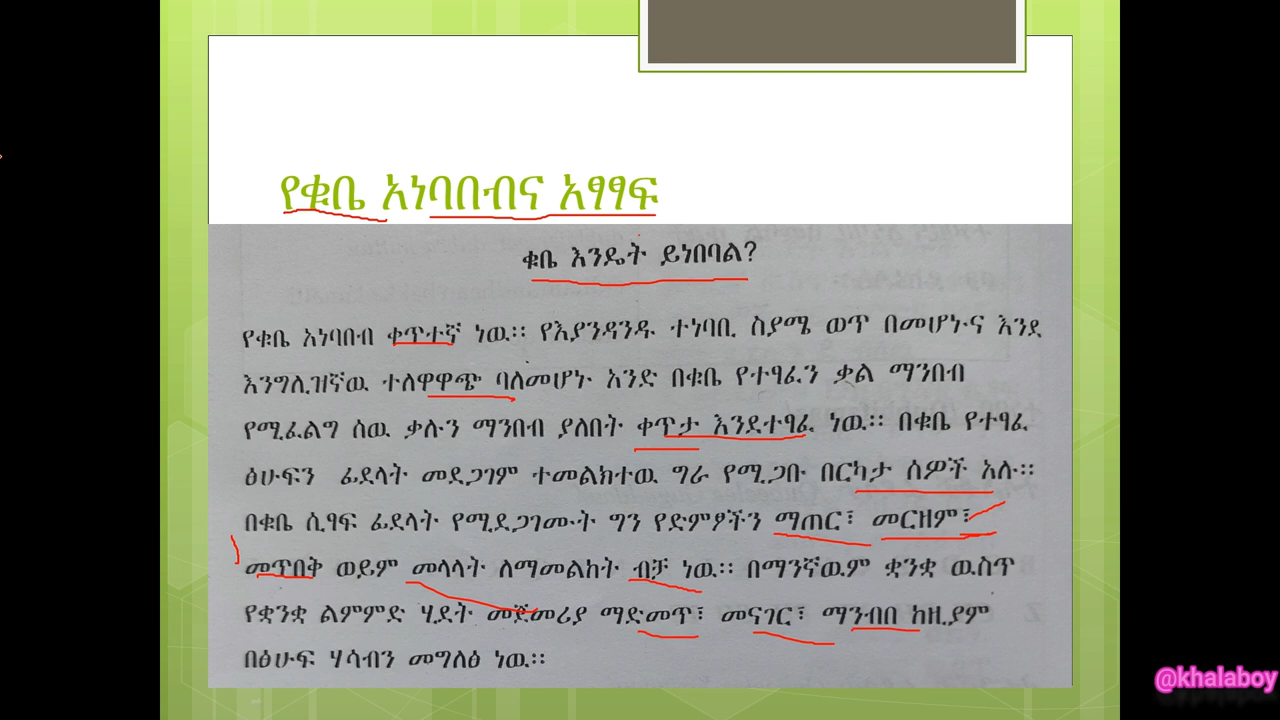 የቁቤ አነባበብና አፃፃፍ
ቁቤ እንዴት ይነበባል?
የቁቤ አነባበብ ቀጥተኛ ነዉ፡፡ የእያንዳንዱ ተነባቢ ስያሜ ወጥ በመሆኑና እንደ
እንግሊዝኛዉ ተለዋዋጭ ባለመሆኑ አንድ በቁቤ የተፃፈን ቃል ማንበብ
የሚፈልግ ሰዉ ቃሉን ማንበብ ያለበት ቀጥታ እንደተፃፈ ነዉ፡፡ በቁቤ የተፃፈ
ፅሁፍን ፊደላት መደጋገም ተመልክተዉ ግራ የሚጋቡ በርካታ ሰዎች አሉ፡፡
በቁቤ ሲፃፍ ፊደላት የሚደጋገሙት ግን የድምፆችን ማጠር፣ መርዘም፣
መጥበቅ ወይም መላላት ለማመልከት ብቻ ነዉ፡፡ በማንኛዉም ቋንቋ ዉስጥ
የቋንቋ ልምምድ ሂደት መጀመሪያ ማድመጥ፣ መናገር፣ ማንብበ ከዚያም
በፅሁፍ ሃሳብን መግለፅ ነዉ፡፡
@khalaboy